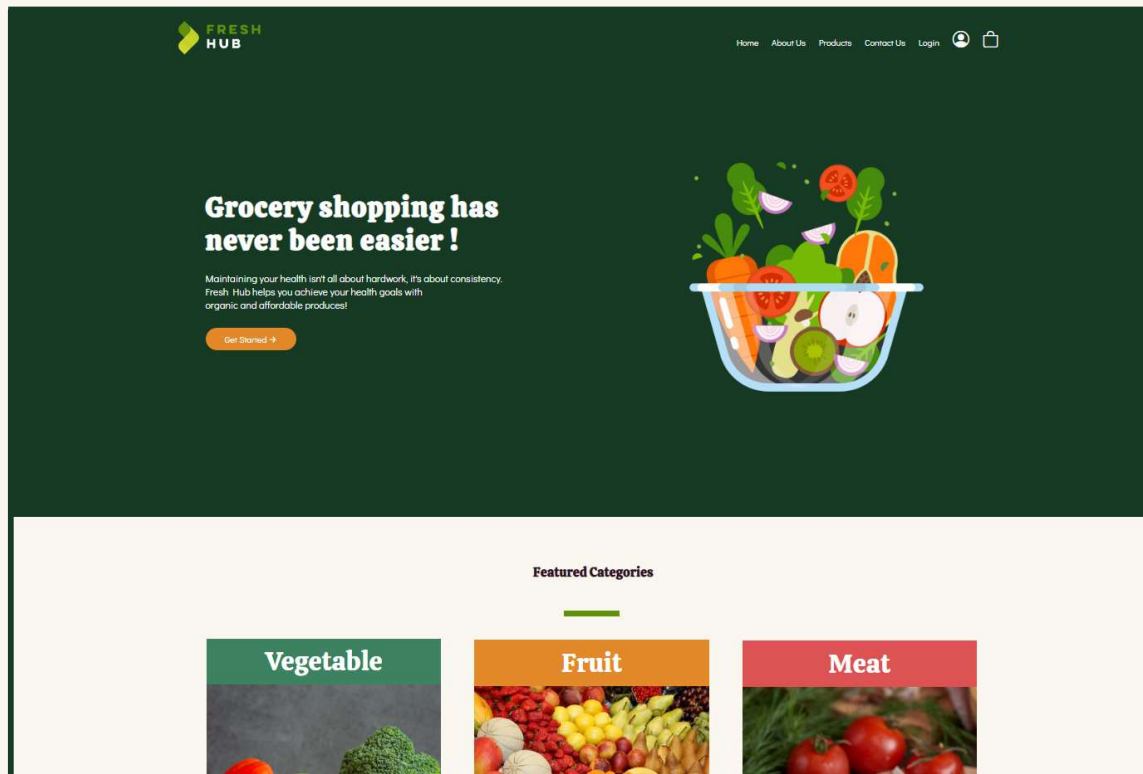 FRESH
HUB
Home About Us Products Contact Us Login
Grocery shopping has
never been easier !
Maintaining your health isn't all about hardwork, it's about consistency.
Fresh Hub helps you achieve your health goals with
organic and affordable produces!
Get Started →
Featured Categories
Vegetable
Fruit
Meat